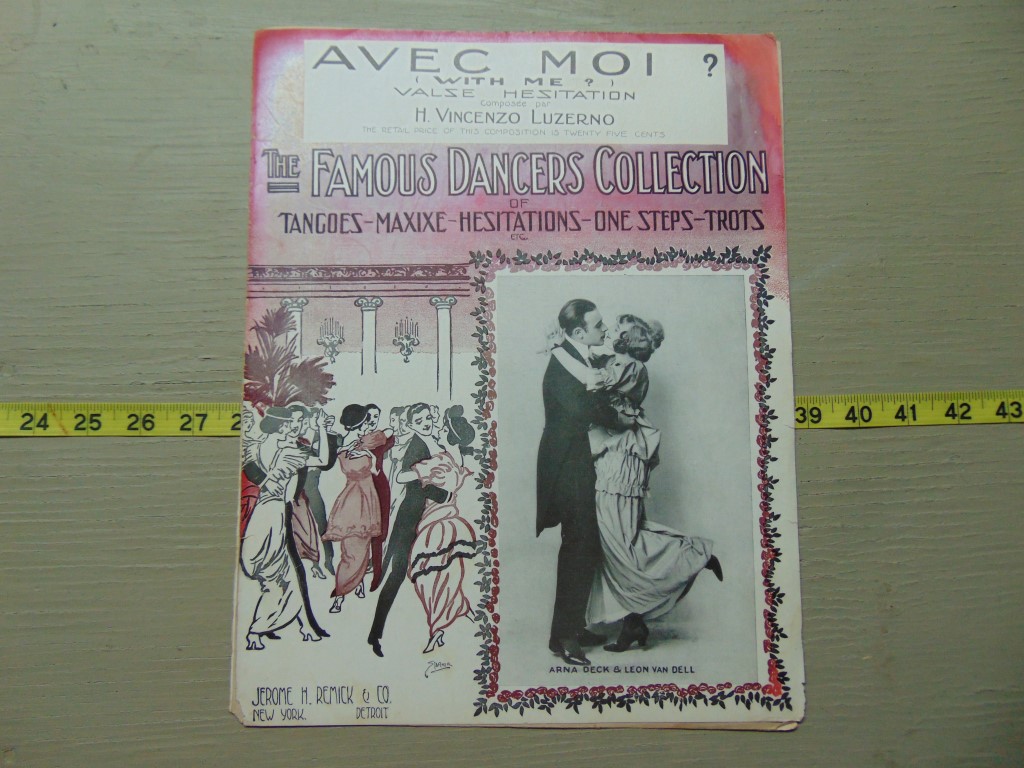 AVEC MOI ?
( WITH ME ? )
VALSE HESITATION
Composée par
H. VINCENZO LUZERNO
THE RETAIL PRICE OF THIS COMPOSITION IS TWENTY FIVE CENTS
THE FAMOUS DANCERS COLLECTION
OF
TANGOES-MAXIXE-HESITATIONS-ONE STEPS-TROTS
ETC.
24 25 26 27 2
39 40 41 42 43
ARNA DECK & LEON VAN DELL
JEROME H. REMICK & CO.
NEW YORK. DETROIT